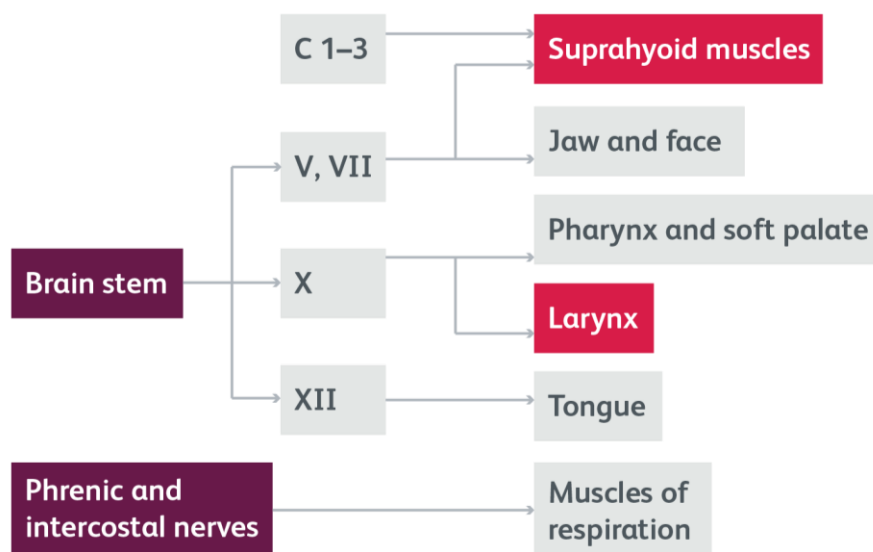 C 1–3
Suprahyoid muscles
V, VII
Jaw and face
Pharynx and soft palate
Brain stem
X
Larynx
XII
Tongue
Phrenic and
intercostal nerves
Muscles of
respiration